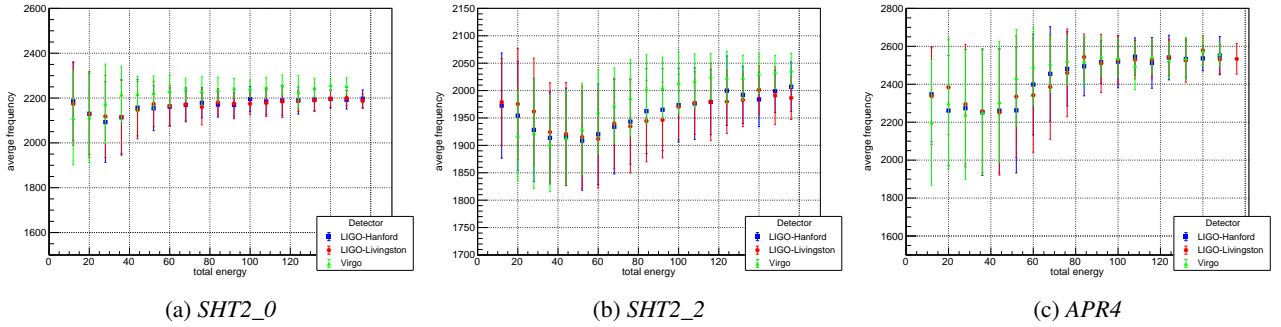 averge frequency
2600
2400
2200
2000
1800
1600
0 20 40 60 80 100 120 140
total energy
Detector
LIGO-Hanford
LIGO-Livingston
Virgo
(a) SHT2_0
averge frequency
2150
2100
2050
2000
1950
1900
1850
1800
1750
1700
0 20 40 60 80 100 120
total energy
Detector
LIGO-Hanford
LIGO-Livingston
Virgo
(b) SHT2_2
averge frequency
2800
2600
2400
2200
2000
1800
1600
0 20 40 60 80 100 120
total energy
Detector
LIGO-Hanford
LIGO-Livingston
Virgo
(c) APR4